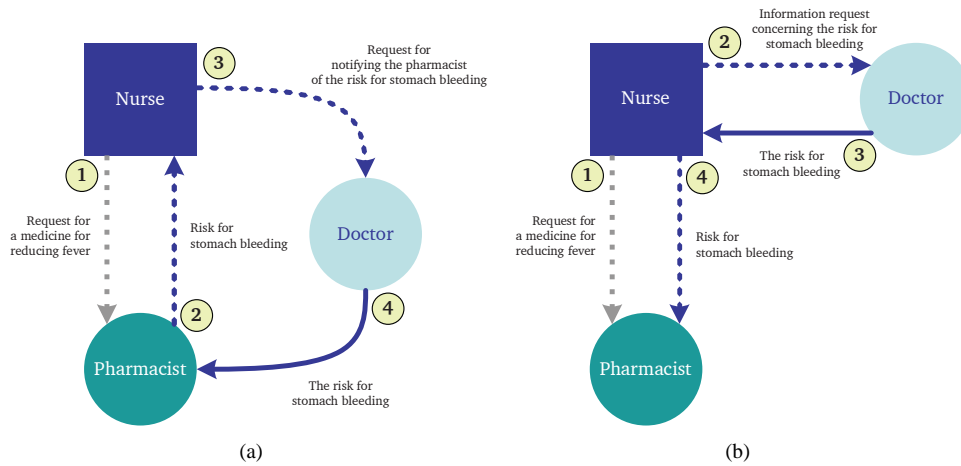 3
Request for
notifying the pharmacist
of the risk for stomach bleeding
Nurse
1
Request for
a medicine for
reducing fever
Risk for
stomach bleeding
Doctor
2
4
Pharmacist
The risk for
stomach bleeding
(a)
2
Information request
concerning the risk for
stomach bleeding
Nurse
Doctor
3
The risk for
stomach bleeding
1
4
Request for
a medicine for
reducing fever
Risk for
stomach bleeding
Pharmacist
(b)